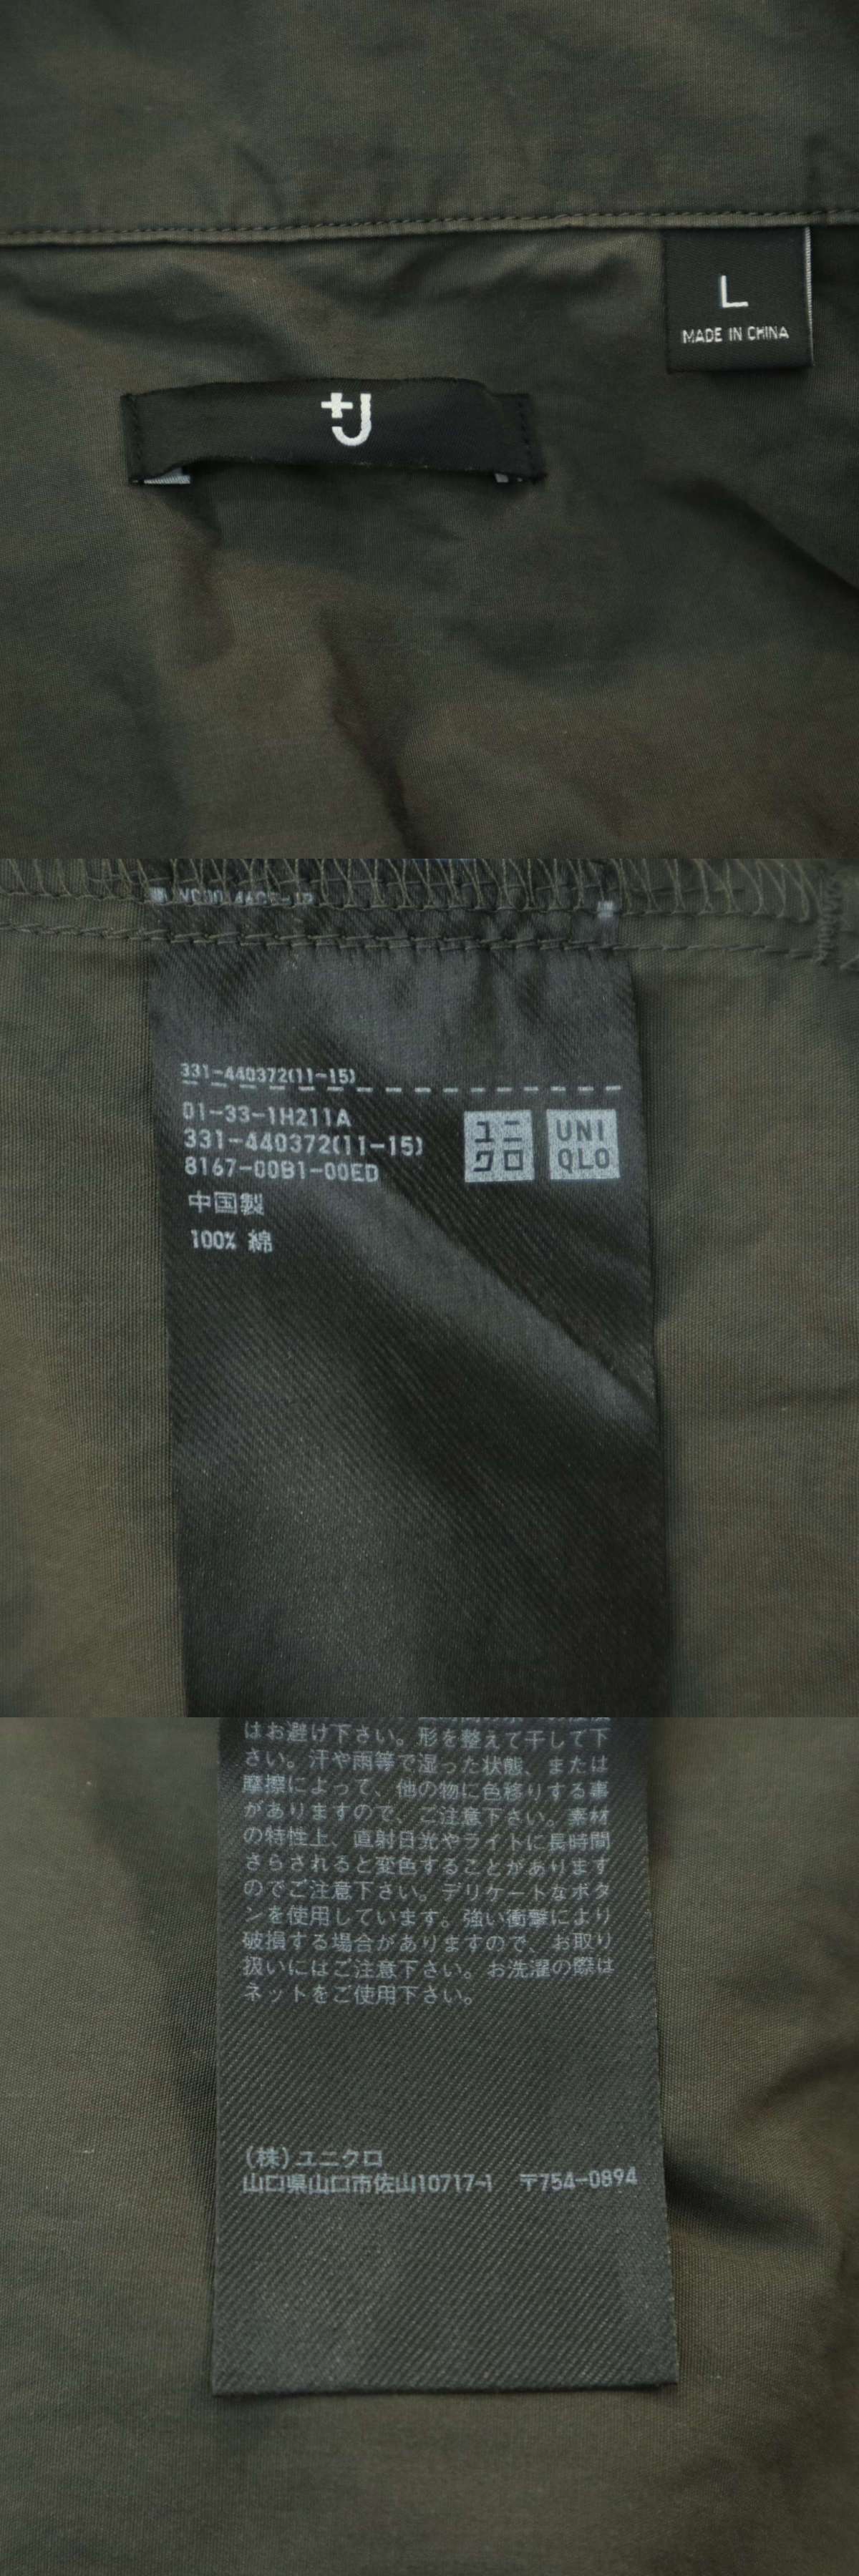 L
MADE IN CHINA
+J
331-440372(11-15)
01-33-1H211A
331-440372(11-15)
8167-00B1-00ED
ユニ
クロ
UNI
QLO
中国製
100% 綿
はお避け下さい。形を整えて干して下
さい。汗や雨等で湿った状態、または
摩擦によって、他の物に色移りする事
がありますので、ご注意下さい。素材
の特性上、直射日光やライトに長時間
さらされると変色することがあります
のでご注意下さい。デリケートなボタ
ンを使用しています。強い衝撃により
破損する場合がありますので、お取り
扱いにはご注意下さい。お洗濯の際は
ネットをご使用下さい。
(株)ユニクロ
山口県山口市佐山10717-1 〒754-0894